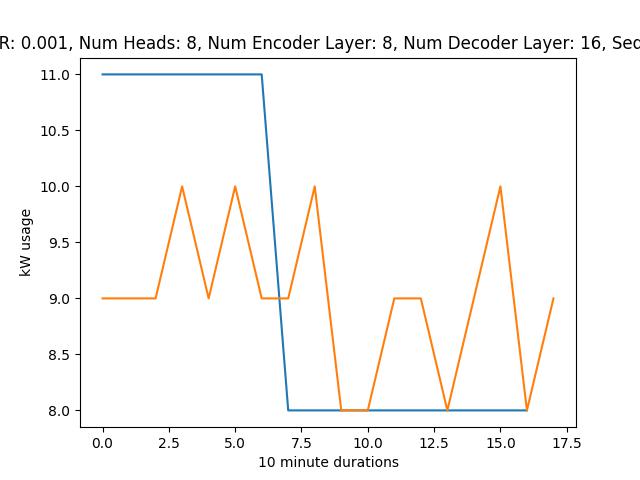 R: 0.001, Num Heads: 8, Num Encoder Layer: 8, Num Decoder Layer: 16, Sec
11.0
10.5
10.0
9.5
9.0
8.5
8.0
kW usage
0.0 2.5 5.0 7.5 10.0 12.5 15.0 17.5
10 minute durations